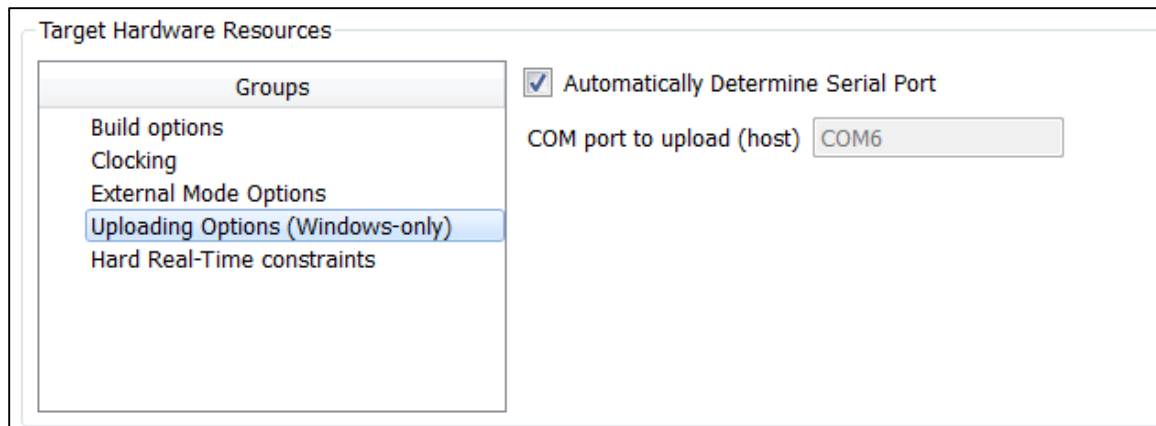 Target Hardware Resources
Groups
Build options
Clocking
External Mode Options
Uploading Options (Windows-only)
Hard Real-Time constraints
Automatically Determine Serial Port
COM port to upload (host) COM6